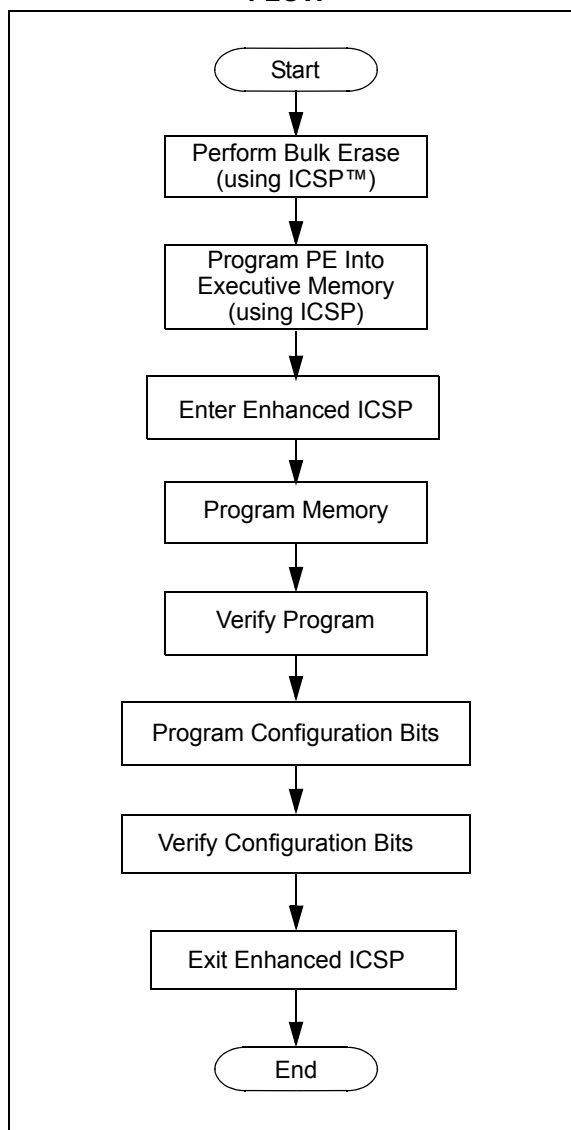 Start
Perform Bulk Erase
(using ICSP™)
Program PE Into
Executive Memory
(using ICSP)
Enter Enhanced ICSP
Program Memory
Verify Program
Program Configuration Bits
Verify Configuration Bits
Exit Enhanced ICSP
End